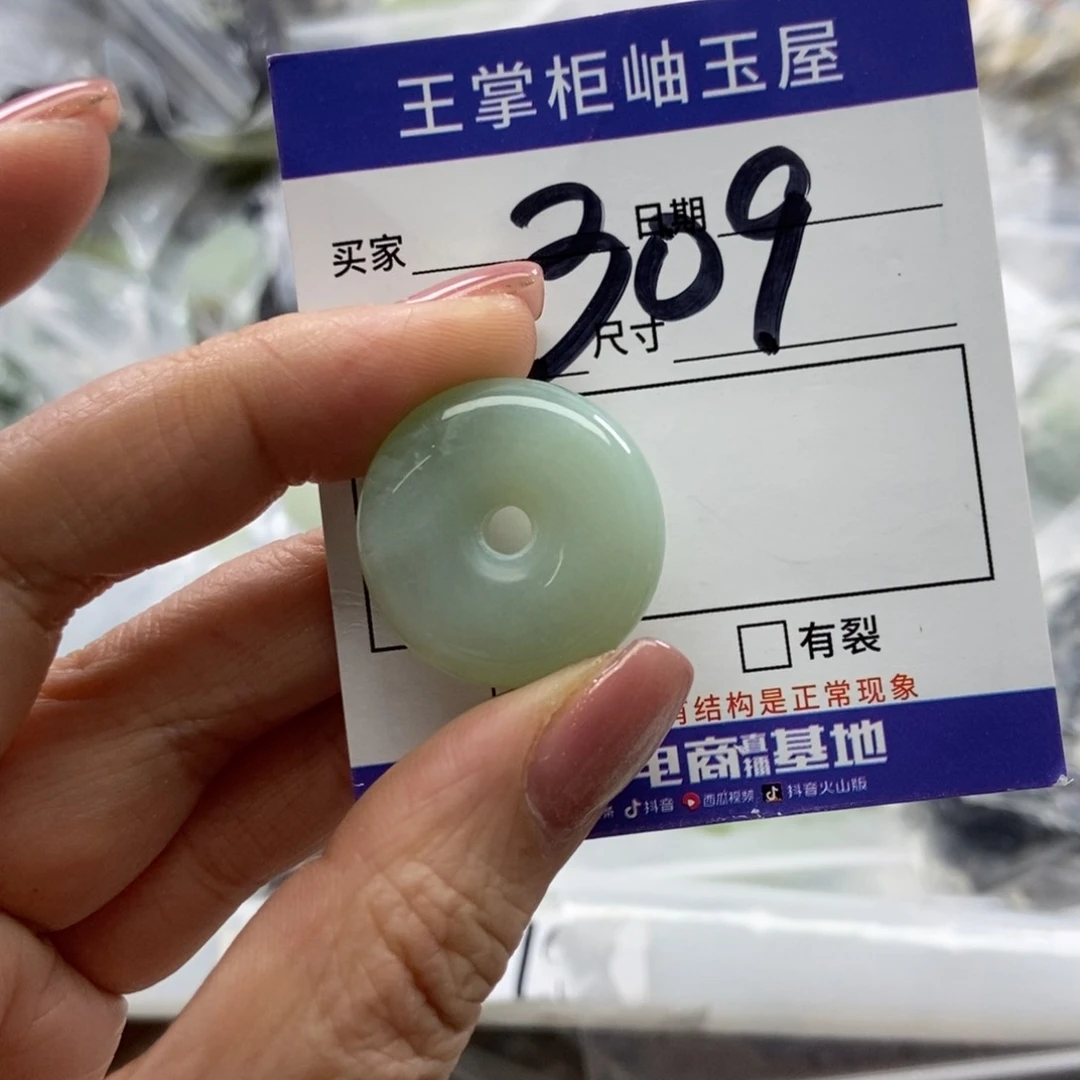 王掌柜岫玉屋
买家 日期
309
尺寸
有裂
结构是正常现象
电商直播基地
抖音 西瓜视频 抖音火山版